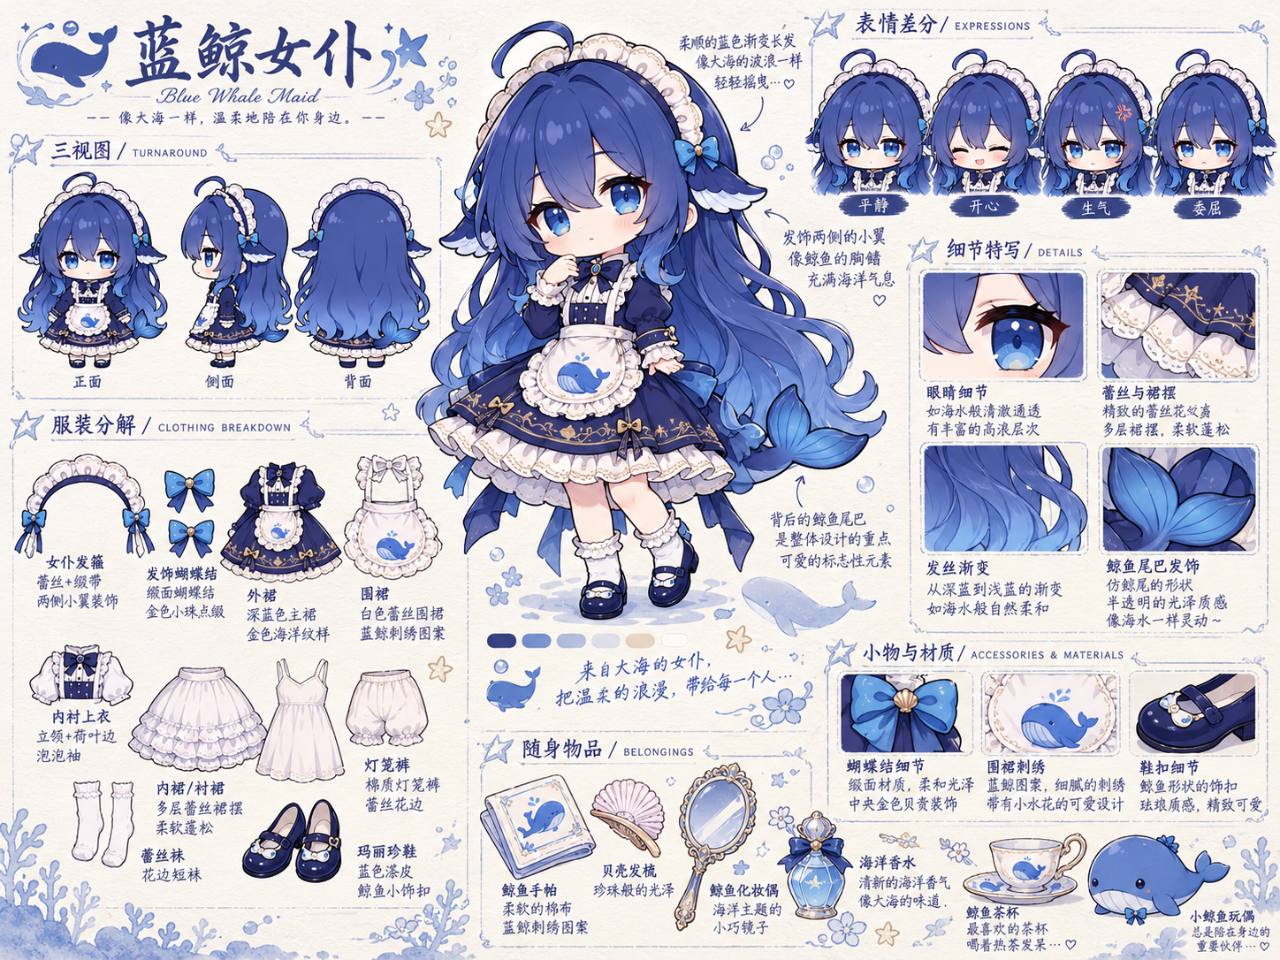 蓝鲸女仆
Blue Whale Maid
-- 像大海一样，温柔地陪在你身边。 --
三视图 / TURNAROUND
正面
侧面
背面
服装分解 / CLOTHING BREAKDOWN
女仆发箍
蕾丝+缎带
两侧小翼装饰
发饰蝴蝶结
缎面蝴蝶结
金色小珠点缀
外裙
深蓝色主裙
金色海洋纹样
围裙
白色蕾丝围裙
蓝鲸刺绣图案
内衬上衣
立领+荷叶边
泡泡袖
内裙/衬裙
多层蕾丝裙摆
柔软蓬松
灯笼裤
棉质灯笼裤
蕾丝花边
蕾丝袜
花边短袜
玛丽珍鞋
蓝色漆皮
鲸鱼小饰扣
柔顺的蓝色渐变长发
像大海的波浪一样
轻轻摇曳…♡
发饰两侧的小翼
像鲸鱼的胸鳍
充满海洋气息
♡
背后的鲸鱼尾巴
是整体设计的重点
可爱的标志性元素
来自大海的女仆，
把温柔的浪漫，带给每一个人…
表情差分 / EXPRESSIONS
平静
开心
生气
委屈
细节特写 / DETAILS
眼睛细节
如海水般清澈通透
有丰富的高浪层次
蕾丝与裙摆
精致的蕾丝花
多层裙摆，柔软蓬松
发丝渐变
从深蓝到浅蓝的渐变
如海水般自然柔和
鲸鱼尾巴发饰
仿鲸尾的形状
半透明的光泽质感
像海水一样灵动～
小物与材质 / ACCESSORIES & MATERIALS
蝴蝶结细节
缎面材质，柔和光泽
中央金色贝壳装饰
围裙刺绣
蓝鲸图案，细腻的刺绣
带有小水花的可爱设计
鞋扣细节
鲸鱼形状的饰扣
珐琅质感，精致可爱
随身物品 / BELONGINGS
鲸鱼手帕
柔软的棉布
蓝鲸刺绣图案
贝壳发梳
珍珠般的光泽
鲸鱼化妆偶
海洋主题的
小巧镜子
海洋香水
清新的海洋香气
像大海的味道.
鲸鱼茶杯
最喜欢的茶杯
喝着热茶发呆…♡
小鲸鱼玩偶
总是陪在身边的
重要伙伴…♡